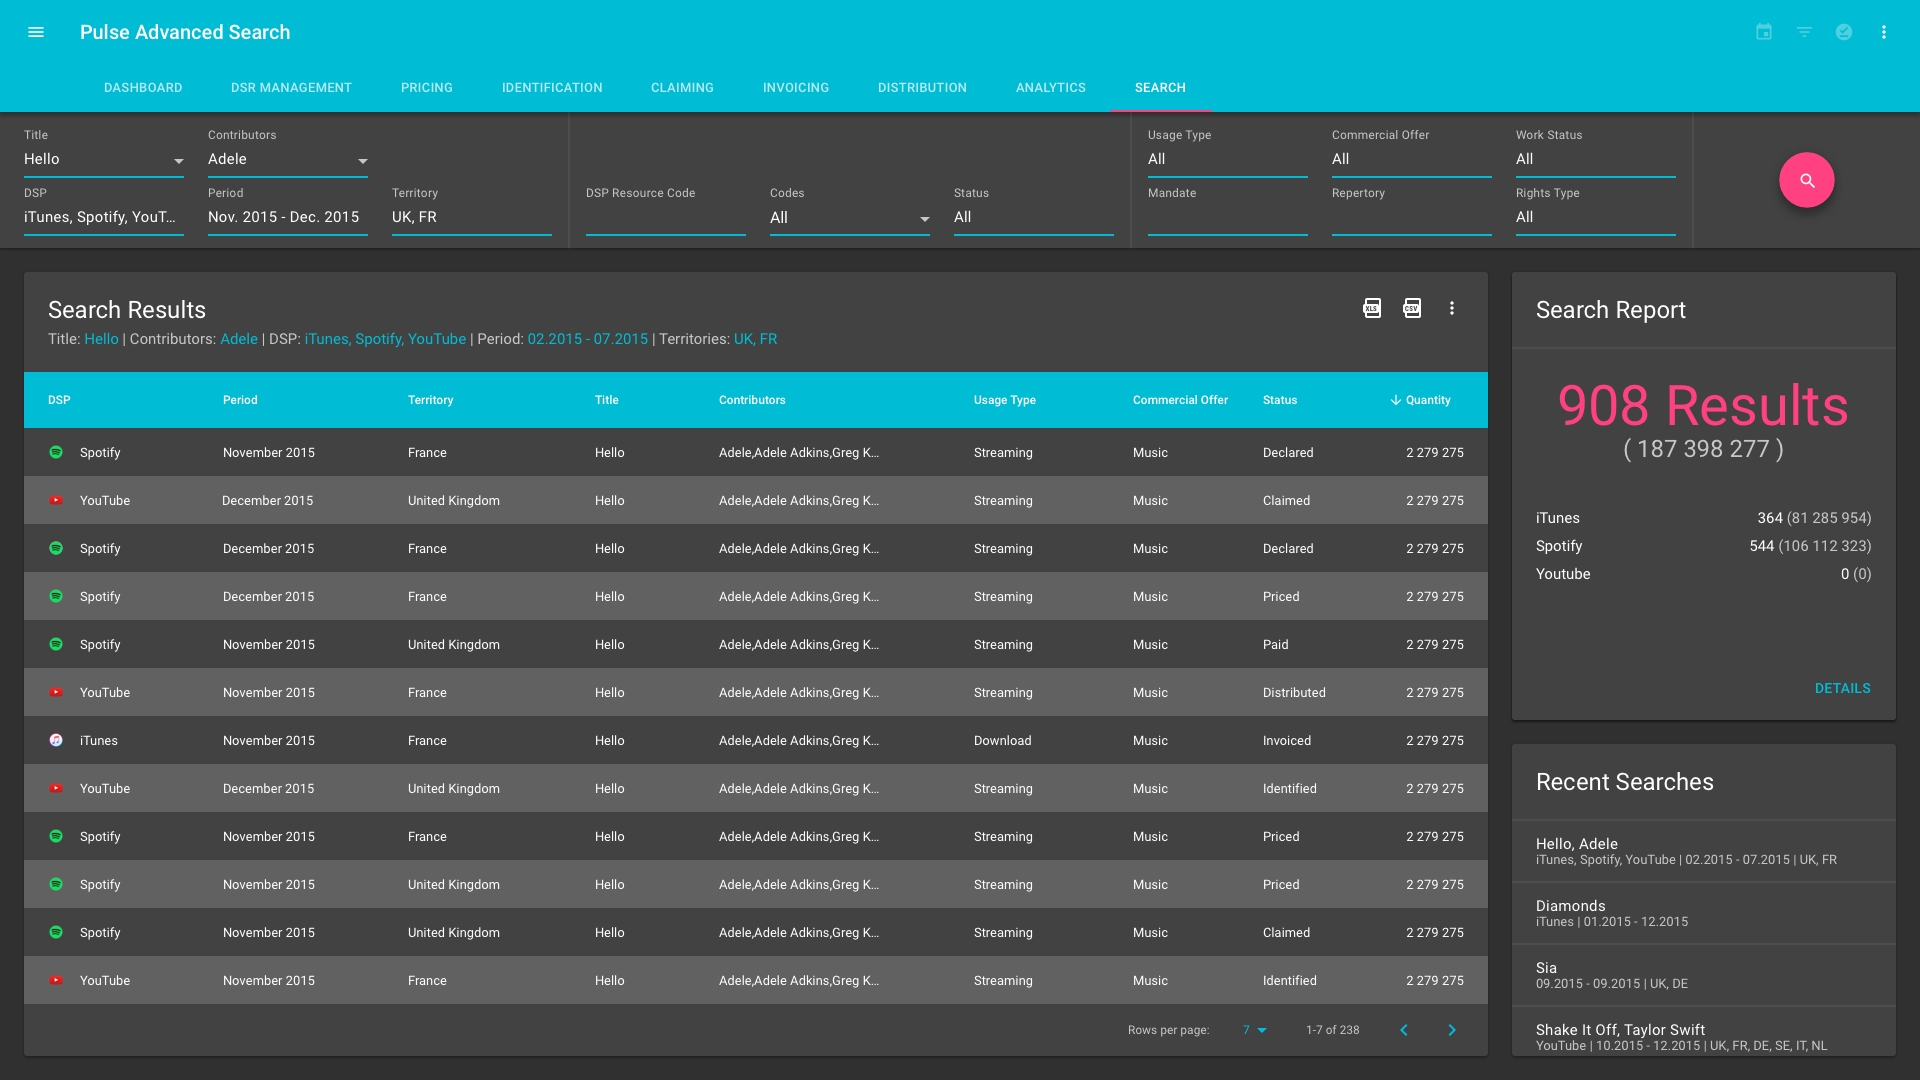 Pulse Advanced Search
DASHBOARD DSR MANAGEMENT PRICING IDENTIFICATION CLAIMING INVOICING DISTRIBUTION ANALYTICS SEARCH
Title Contributors Usage Type Commercial Offer Work Status
Hello Adele All All All
DSP Period Territory DSP Resource Code Codes Status Mandate Repertory Rights Type
iTunes, Spotify, YouT... Nov. 2015 - Dec. 2015 UK, FR All All All
Search Results
XLS CSV
Title: Hello | Contributors: Adele | DSP: iTunes, Spotify, YouTube | Period: 02.2015 - 07.2015 | Territories: UK, FR
DSP Period Territory Title Contributors Usage Type Commercial Offer Status Quantity
Spotify November 2015 France Hello Adele,Adele Adkins,Greg K... Streaming Music Declared 2 279 275
YouTube December 2015 United Kingdom Hello Adele,Adele Adkins,Greg K... Streaming Music Claimed 2 279 275
Spotify December 2015 France Hello Adele,Adele Adkins,Greg K... Streaming Music Declared 2 279 275
Spotify December 2015 France Hello Adele,Adele Adkins,Greg K... Streaming Music Priced 2 279 275
Spotify November 2015 United Kingdom Hello Adele,Adele Adkins,Greg K... Streaming Music Paid 2 279 275
YouTube November 2015 France Hello Adele,Adele Adkins,Greg K... Streaming Music Distributed 2 279 275
iTunes November 2015 France Hello Adele,Adele Adkins,Greg K... Download Music Invoiced 2 279 275
YouTube December 2015 United Kingdom Hello Adele,Adele Adkins,Greg K... Streaming Music Identified 2 279 275
Spotify November 2015 France Hello Adele,Adele Adkins,Greg K... Streaming Music Priced 2 279 275
Spotify November 2015 United Kingdom Hello Adele,Adele Adkins,Greg K... Streaming Music Priced 2 279 275
Spotify November 2015 United Kingdom Hello Adele,Adele Adkins,Greg K... Streaming Music Claimed 2 279 275
YouTube November 2015 France Hello Adele,Adele Adkins,Greg K... Streaming Music Identified 2 279 275
Rows per page: 7 1-7 of 238
Search Report
908 Results
( 187 398 277 )
iTunes 364 (81 285 954)
Spotify 544 (106 112 323)
Youtube 0 (0)
DETAILS
Recent Searches
Hello, Adele
iTunes, Spotify, YouTube | 02.2015 - 07.2015 | UK, FR
Diamonds
iTunes | 01.2015 - 12.2015
Sia
09.2015 - 09.2015 | UK, DE
Shake It Off, Taylor Swift
YouTube | 10.2015 - 12.2015 | UK, FR, DE, SE, IT, NL